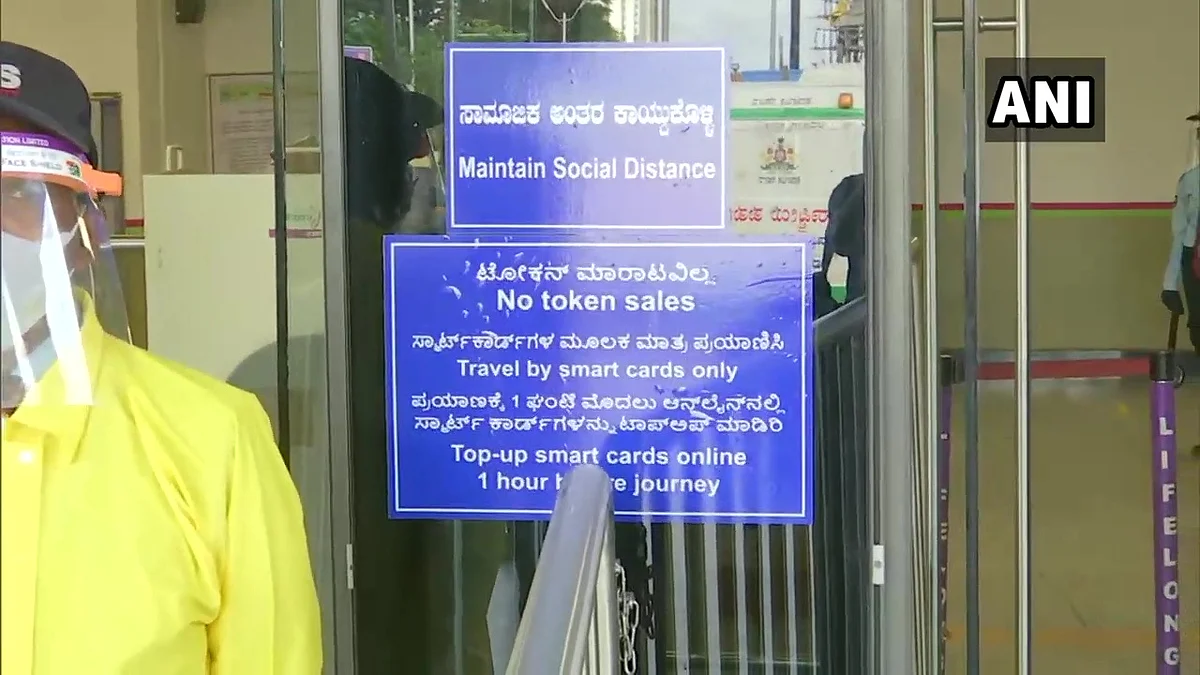 ANI
ಸಾಮಾಜಿಕ ಅಂತರ ಕಾಯ್ದುಕೊಳ್ಳಿ
Maintain Social Distance
ಟೋಕನ್ ಮಾರಾಟವಿಲ್ಲ
No token sales
ಸ್ಮಾರ್ಟ್‌ಕಾರ್ಡ್‌ಗಳ ಮೂಲಕ ಮಾತ್ರ ಪ್ರಯಾಣಿಸಿ
Travel by smart cards only
ಪ್ರಯಾಣಕ್ಕೆ 1 ಘಂಟೆ ಮೊದಲು ಆನ್‌ಲೈನ್‌ನಲ್ಲಿ
ಸ್ಮಾರ್ಟ್ ಕಾರ್ಡ್‌ಗಳನ್ನು ಟಾಪ್‌ಅಪ್ ಮಾಡಿರಿ
Top-up smart cards online
1 hour journey
FACE SHIELD
LIFELONG